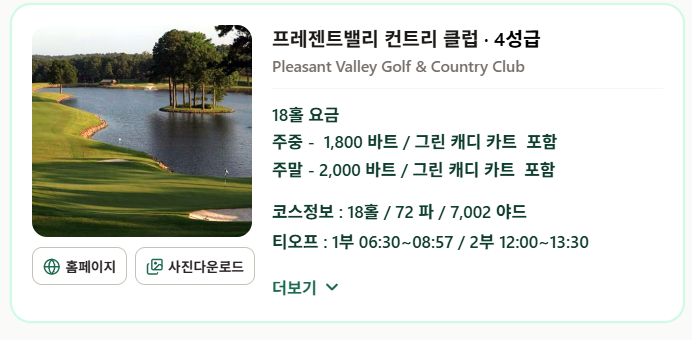 프레젠트밸리 컨트리 클럽 · 4성급
Pleasant Valley Golf & Country Club
18홀 요금
주중 - 1,800 바트 / 그린 캐디 카트 포함
주말 - 2,000 바트 / 그린 캐디 카트 포함
코스정보 : 18홀 / 72 파 / 7,002 야드
티오프 : 1부 06:30~08:57 / 2부 12:00~13:30
홈페이지
사진다운로드
더보기